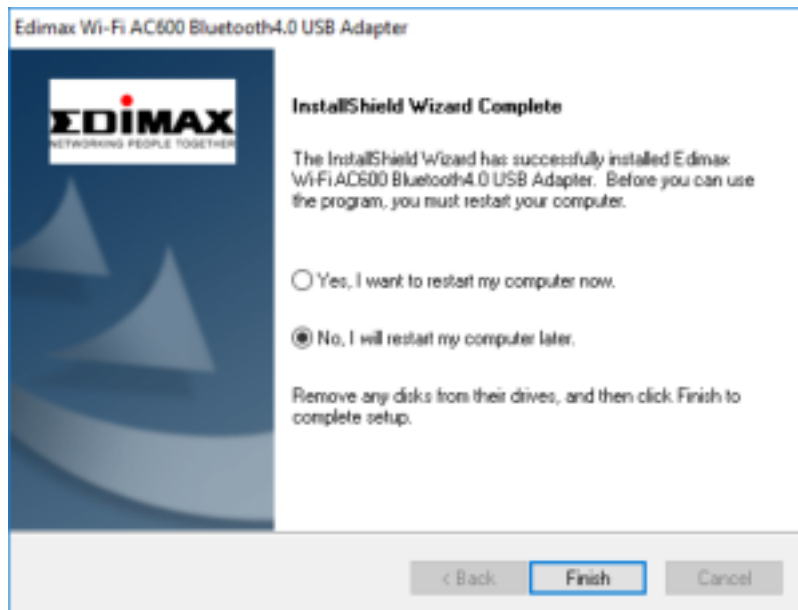 Edimax Wi-Fi AC600 Bluetooth4.0 USB Adapter
EDIMAX
NETWORKING PEOPLE TOGETHER
InstallShield Wizard Complete
The InstallShield Wizard has successfully installed Edimax
Wi-Fi AC600 Bluetooth4.0 USB Adapter. Before you can use
the program, you must restart your computer.
Yes, I want to restart my computer now.
No, I will restart my computer later.
Remove any disks from their drives, and then click Finish to
complete setup.
< Back
Finish
Cancel